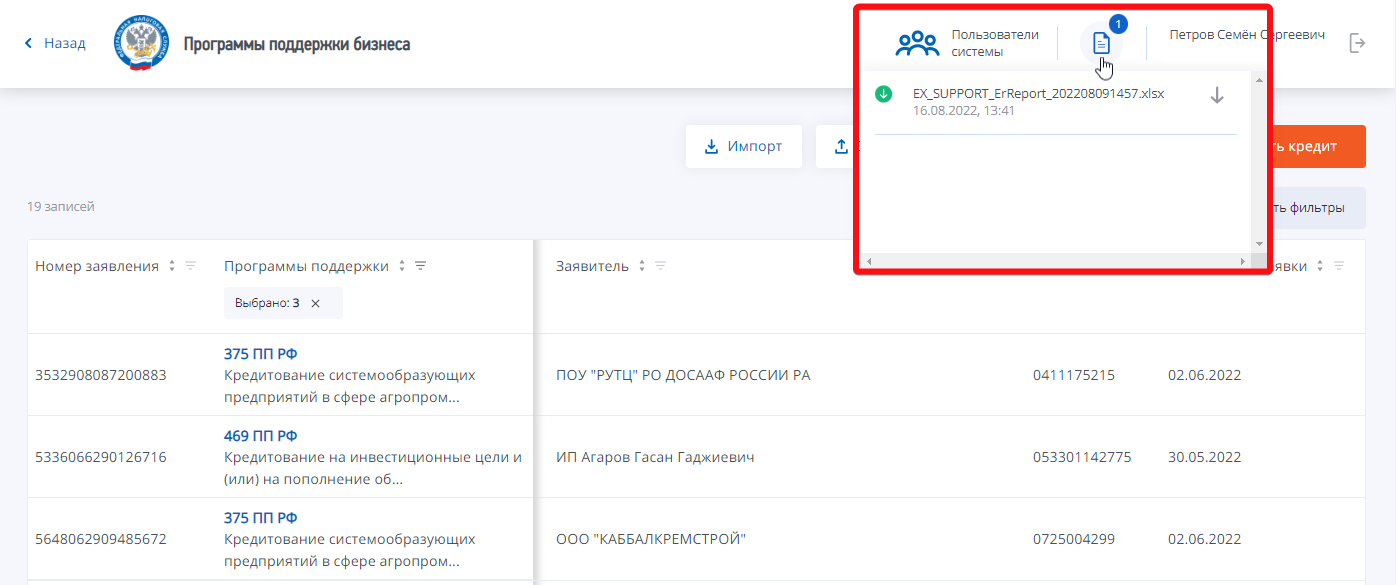 Назад
Программы поддержки бизнеса
Пользователи
системы
1
Петров Семён Сергеевич
EX_SUPPORT_ErReport_202208091457.xlsx
16.08.2022, 13:41
Импорт
ть кредит
19 записей
ть фильтры
Номер заявления
Программы поддержки
Заявитель
явки
Выбрано: 3
3532908087200883
375 ПП РФ
Кредитование системообразующих
предприятий в сфере агропром...
ПОУ "РУТЦ" РО ДОСААФ РОССИИ РА
0411175215
02.06.2022
5336066290126716
469 ПП РФ
Кредитование на инвестиционные цели и
(или) на пополнение об...
ИП Агаров Гасан Гаджиевич
053301142775
30.05.2022
5648062909485672
375 ПП РФ
Кредитование системообразующих
предприятий в сфере агропром...
ООО "КАББАЛКРЕМСТРОЙ"
0725004299
02.06.2022